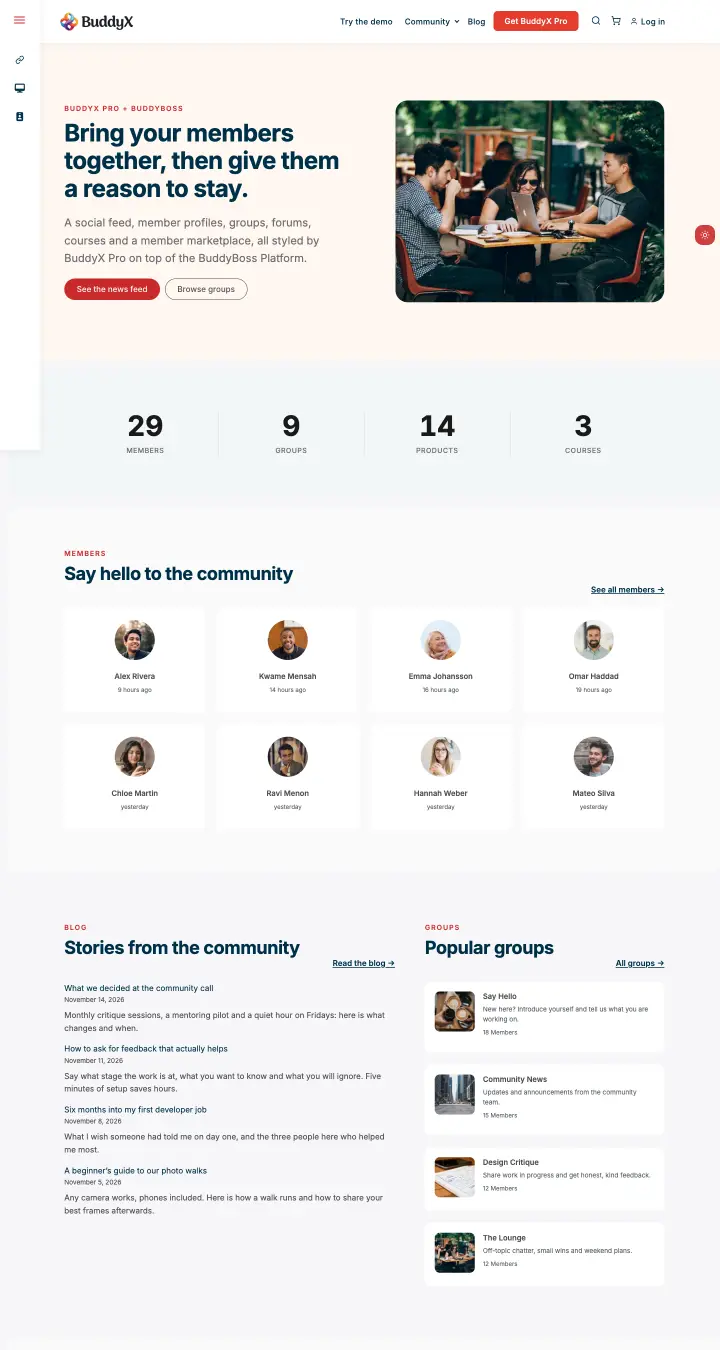 BuddyX
Try the demo
Community
Blog
Get BuddyX Pro
Log in
BUDDYX PRO + BUDDYBOSS
Bring your members
together, then give them
a reason to stay.
A social feed, member profiles, groups, forums,
courses and a member marketplace, all styled by
BuddyX Pro on top of the BuddyBoss Platform.
See the news feed
Browse groups
29
MEMBERS
9
GROUPS
14
PRODUCTS
3
COURSES
MEMBERS
Say hello to the community
See all members →
Alex Rivera
9 hours ago
Kwame Mensah
14 hours ago
Emma Johansson
16 hours ago
Omar Haddad
19 hours ago
Chloe Martin
yesterday
Ravi Menon
yesterday
Hannah Weber
yesterday
Mateo Silva
yesterday
BLOG
Stories from the community
Read the blog →
What we decided at the community call
November 14, 2026
Monthly critique sessions, a mentoring pilot and a quiet hour on Fridays: here is what
changes and when.
How to ask for feedback that actually helps
November 11, 2026
Say what stage the work is at, what you want to know and what you will ignore. Five
minutes of setup saves hours.
Six months into my first developer job
November 8, 2026
What I wish someone had told me on day one, and the three people here who helped
me most.
A beginner's guide to our photo walks
November 5, 2026
Any camera works, phones included. Here is how a walk runs and how to share your
best frames afterwards.
GROUPS
Popular groups
All groups →
Say Hello
New here? Introduce yourself and tell us what you are
working on.
18 Members
Community News
Updates and announcements from the community
team.
15 Members
Design Critique
Share work in progress and get honest, kind feedback.
12 Members
The Lounge
Off-topic chatter, small wins and weekend plans.
12 Members